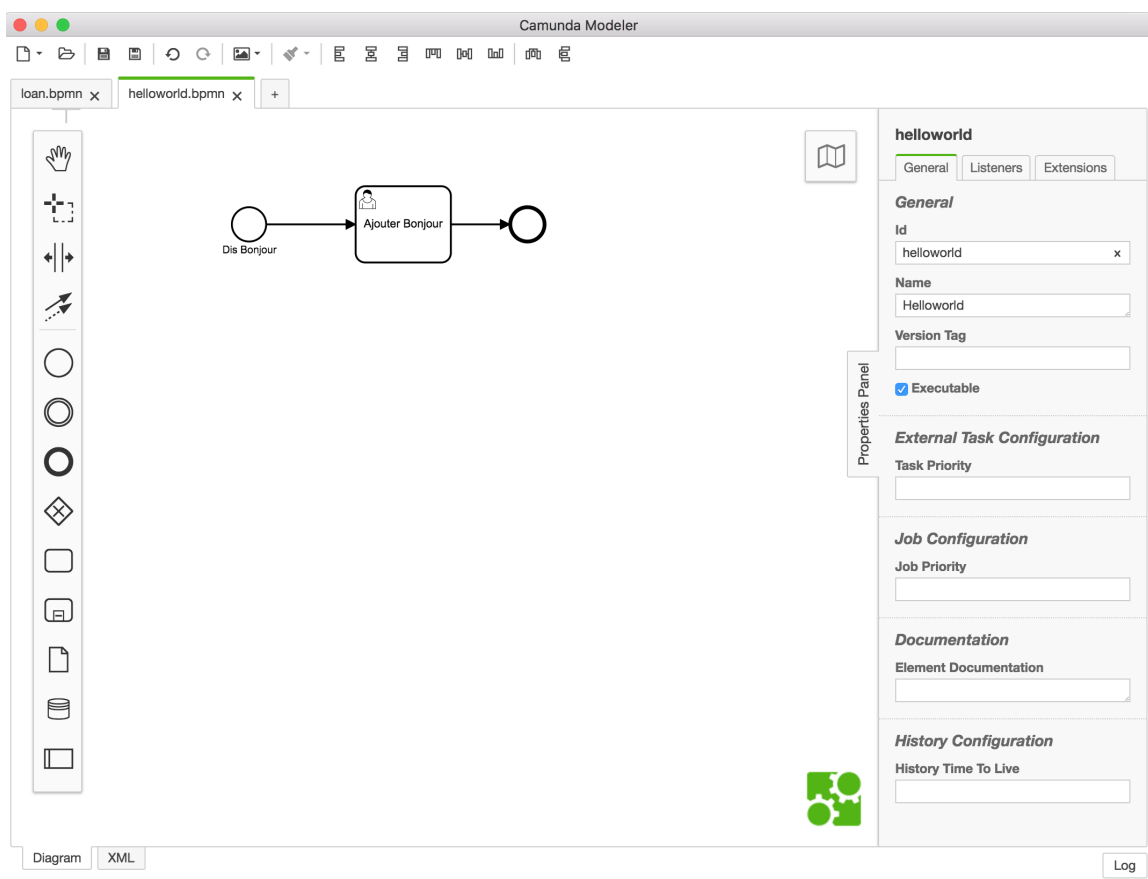 Camunda Modeler
loan.bpmn x
helloworld.bpmn x
+
Dis Bonjour
Ajouter Bonjour
Properties Panel
helloworld
General Listeners Extensions
General
Id
helloworld x
Name
Helloworld
Version Tag
Executable
External Task Configuration
Task Priority
Job Configuration
Job Priority
Documentation
Element Documentation
History Configuration
History Time To Live
Diagram XML
Log